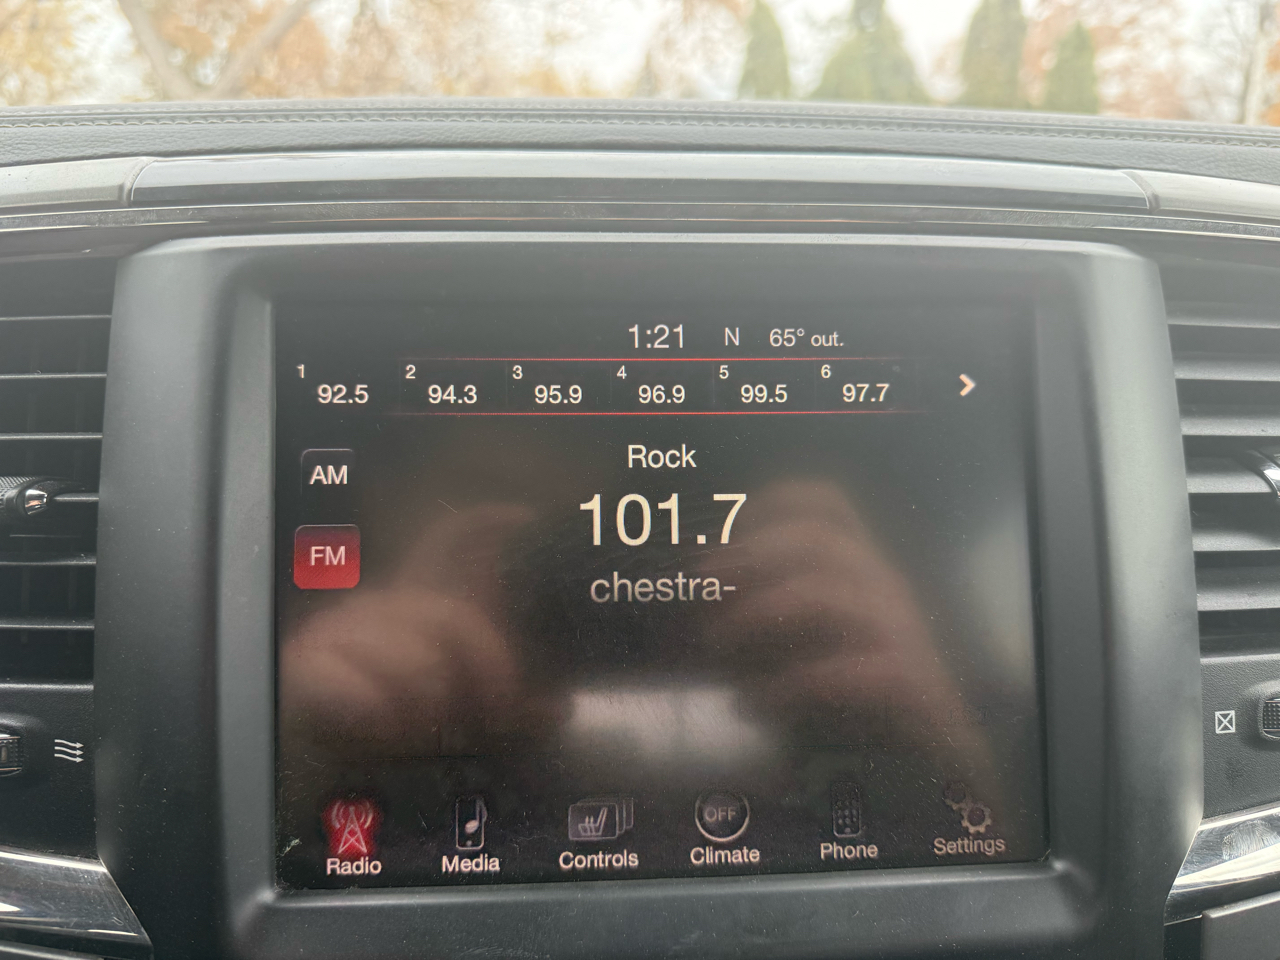 1:21 N 65° out.
1 92.5 2 94.3 3 95.9 4 96.9 5 99.5 6 97.7
Rock
AM
101.7
FM
chestra-
OFF
Radio Media Controls Climate Phone Settings